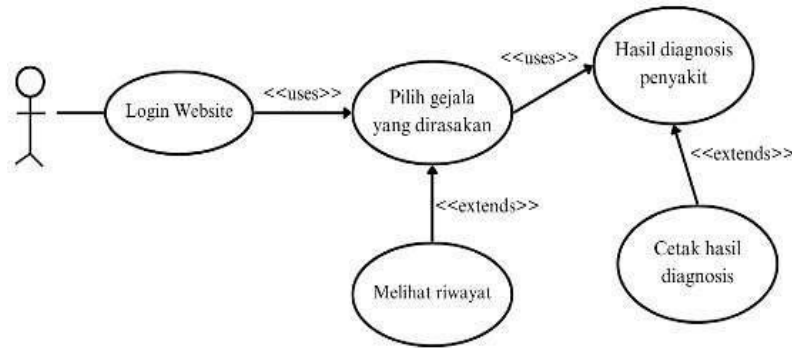 Login Website
<<uses>>
Pilih gejala
yang dirasakan
<<uses>>
Hasil diagnosis
penyakit
<<extends>>
Melihat riwayat
<<extends>>
Cetak hasil
diagnosis